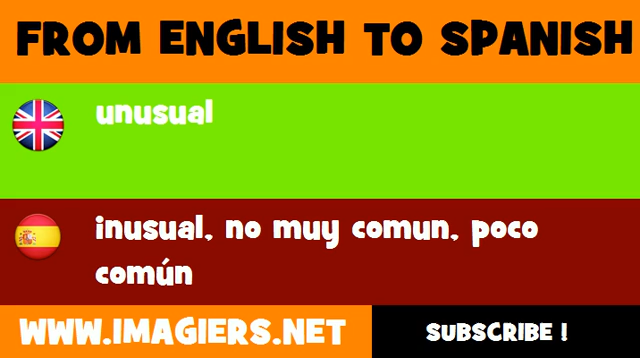 FROM ENGLISH TO SPANISH
unusual
inusual, no muy comun, poco
común
WWW.IMAGIERS.NET
SUBSCRIBE !